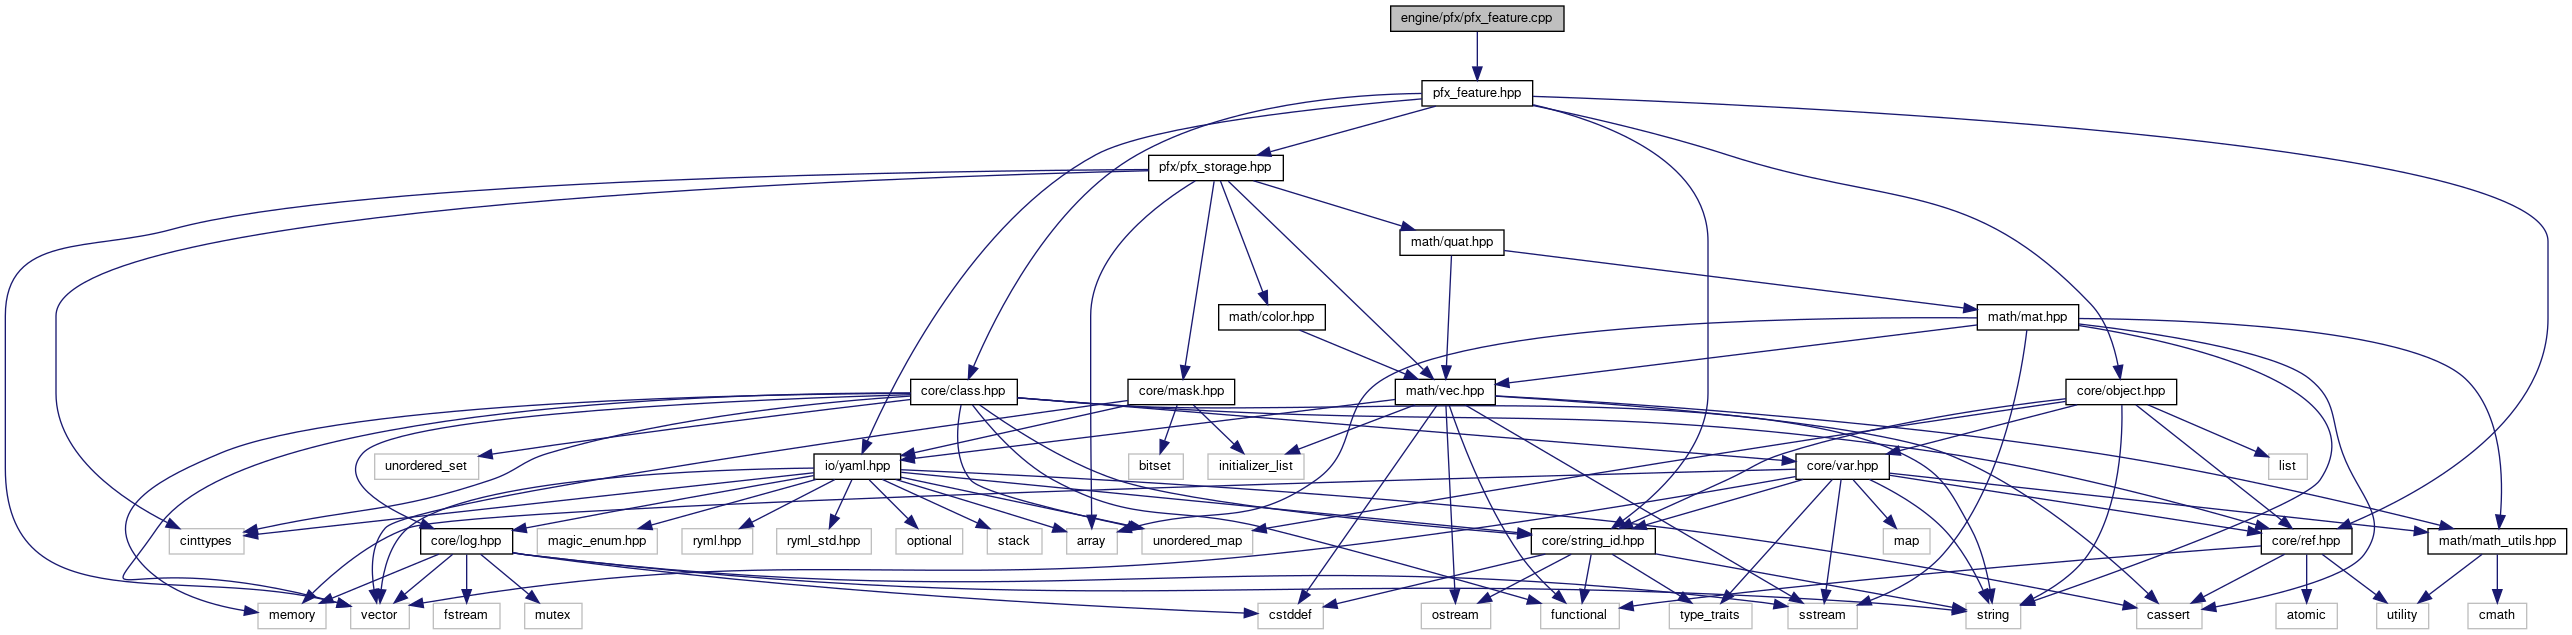 engine/pfx/pfx_feature.cpp
pfx_feature.hpp
pfx/pfx_storage.hpp
math/quat.hpp
math/color.hpp
math/mat.hpp
core/class.hpp
core/mask.hpp
math/vec.hpp
core/object.hpp
unordered_set
io/yaml.hpp
bitset
initializer_list
core/var.hpp
list
cinttypes
core/log.hpp
magic_enum.hpp
ryml.hpp
ryml_std.hpp
optional
stack
array
unordered_map
core/string_id.hpp
map
core/ref.hpp
math/math_utils.hpp
memory
vector
fstream
mutex
cstddef
ostream
functional
type_traits
sstream
string
cassert
atomic
utility
cmath